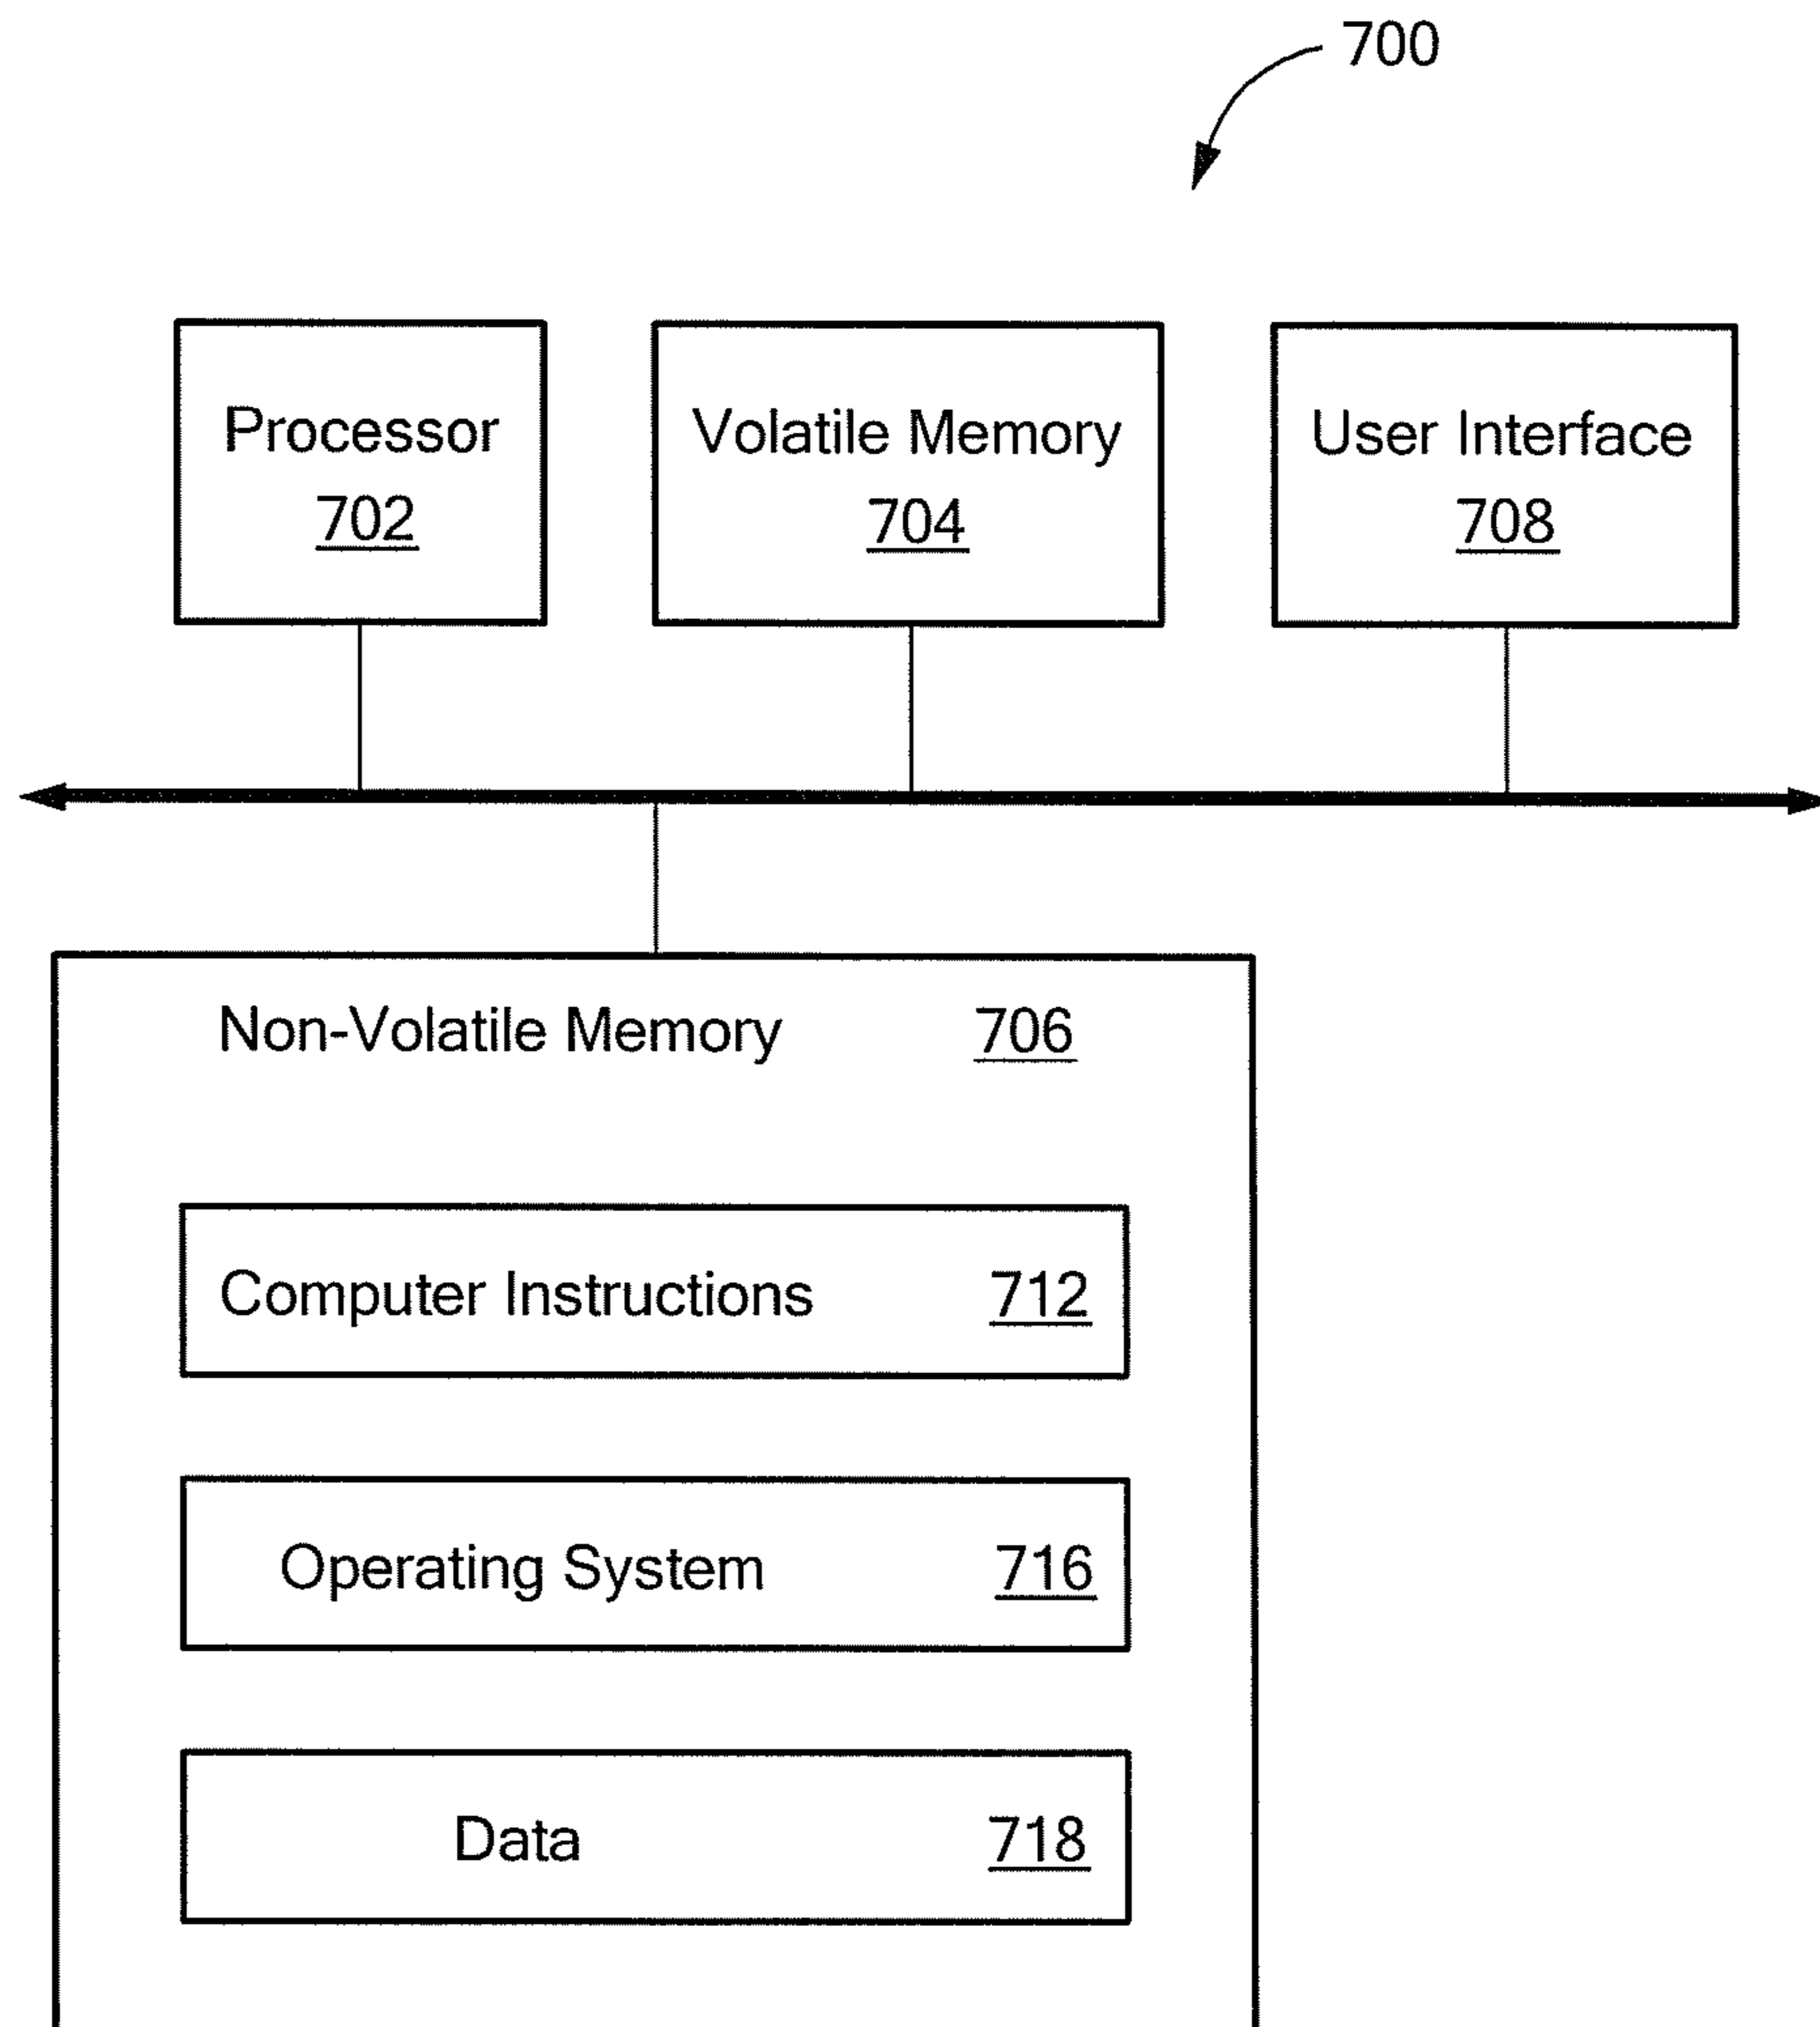 700
Processor
702
Volatile Memory
704
User Interface
708
Non-Volatile Memory 706
Computer Instructions 712
Operating System 716
Data 718